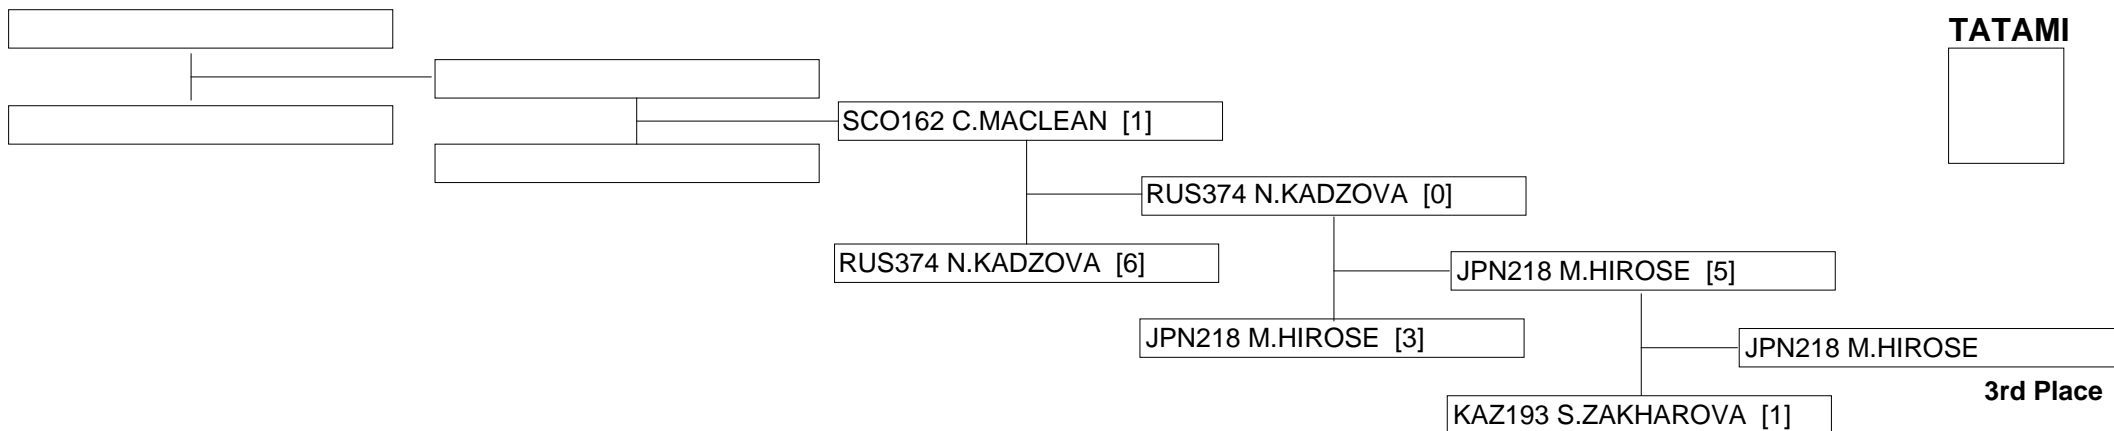 TATAMI
SCO162 C.MACLEAN [1]
RUS374 N.KADZOVA [0]
RUS374 N.KADZOVA [6]
JPN218 M.HIROSE [5]
JPN218 M.HIROSE [3]
JPN218 M.HIROSE
3rd Place
KAZ193 S.ZAKHAROVA [1]